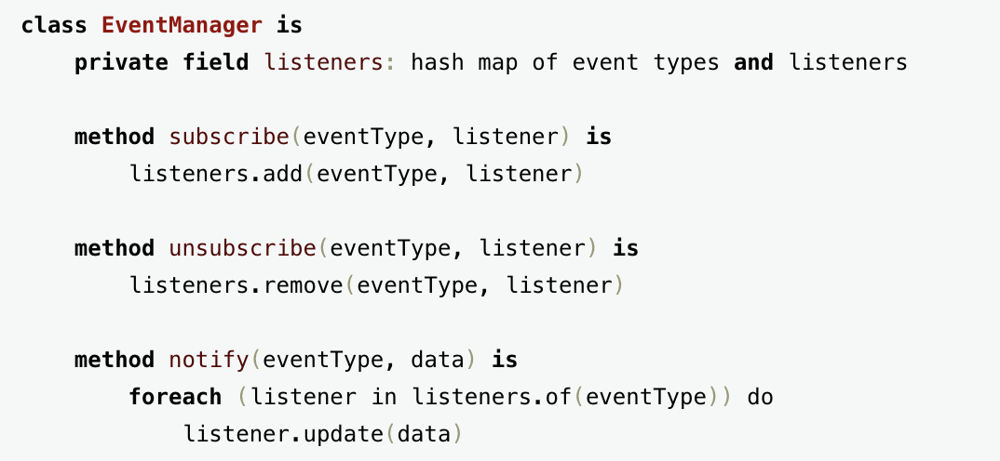 class EventManager is
    private field listeners: hash map of event types and listeners
    method subscribe(eventType, listener) is
        listeners.add(eventType, listener)
    method unsubscribe(eventType, listener) is
        listeners.remove(eventType, listener)
    method notify(eventType, data) is
        foreach (listener in listeners.of(eventType)) do
            listener.update(data)